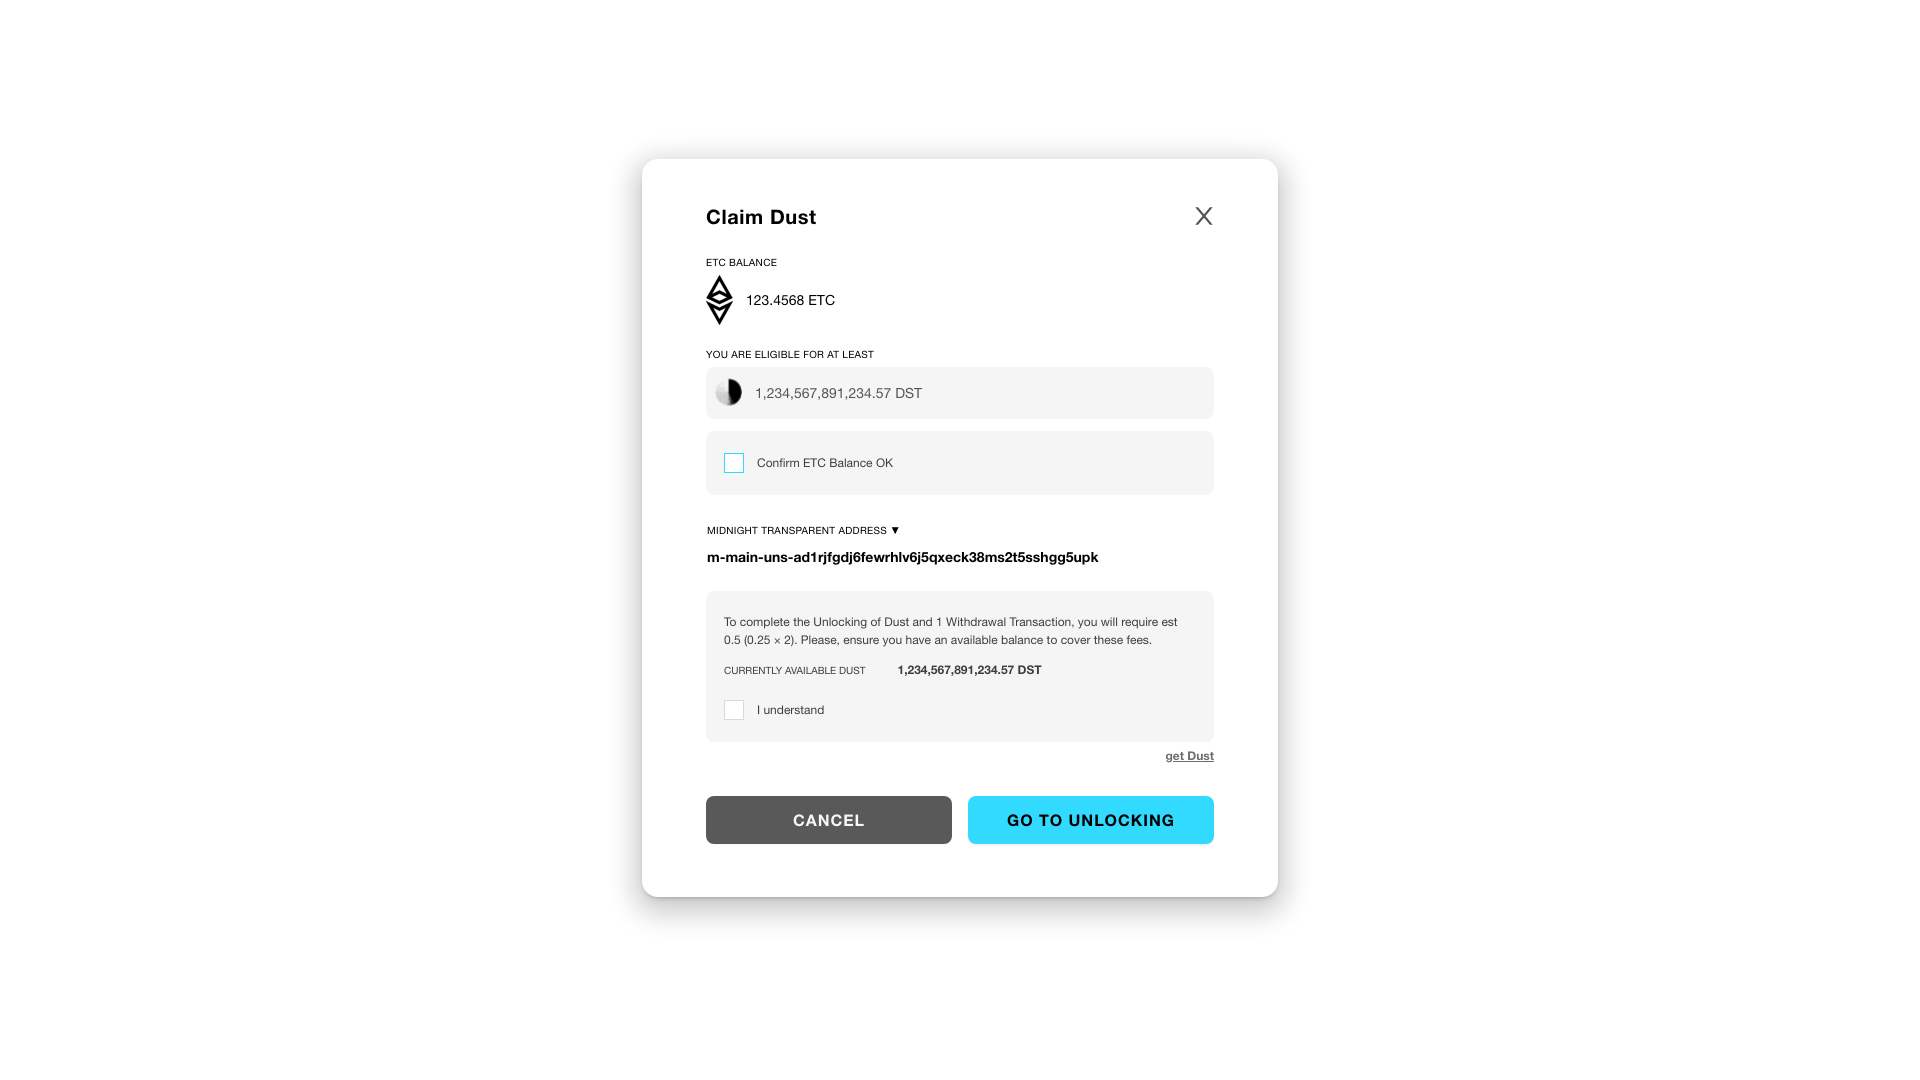 Claim Dust
X
ETC BALANCE
123.4568 ETC
YOU ARE ELIGIBLE FOR AT LEAST
1,234,567,891,234.57 DST
Confirm ETC Balance OK
MIDNIGHT TRANSPARENT ADDRESS ▼
m-main-uns-ad1rjfgdj6fewrhlv6j5qxeck38ms2t5sshgg5upk
To complete the Unlocking of Dust and 1 Withdrawal Transaction, you will require est
0.5 (0.25 × 2). Please, ensure you have an available balance to cover these fees.
CURRENTLY AVAILABLE DUST 1,234,567,891,234.57 DST
I understand
get Dust
CANCEL GO TO UNLOCKING